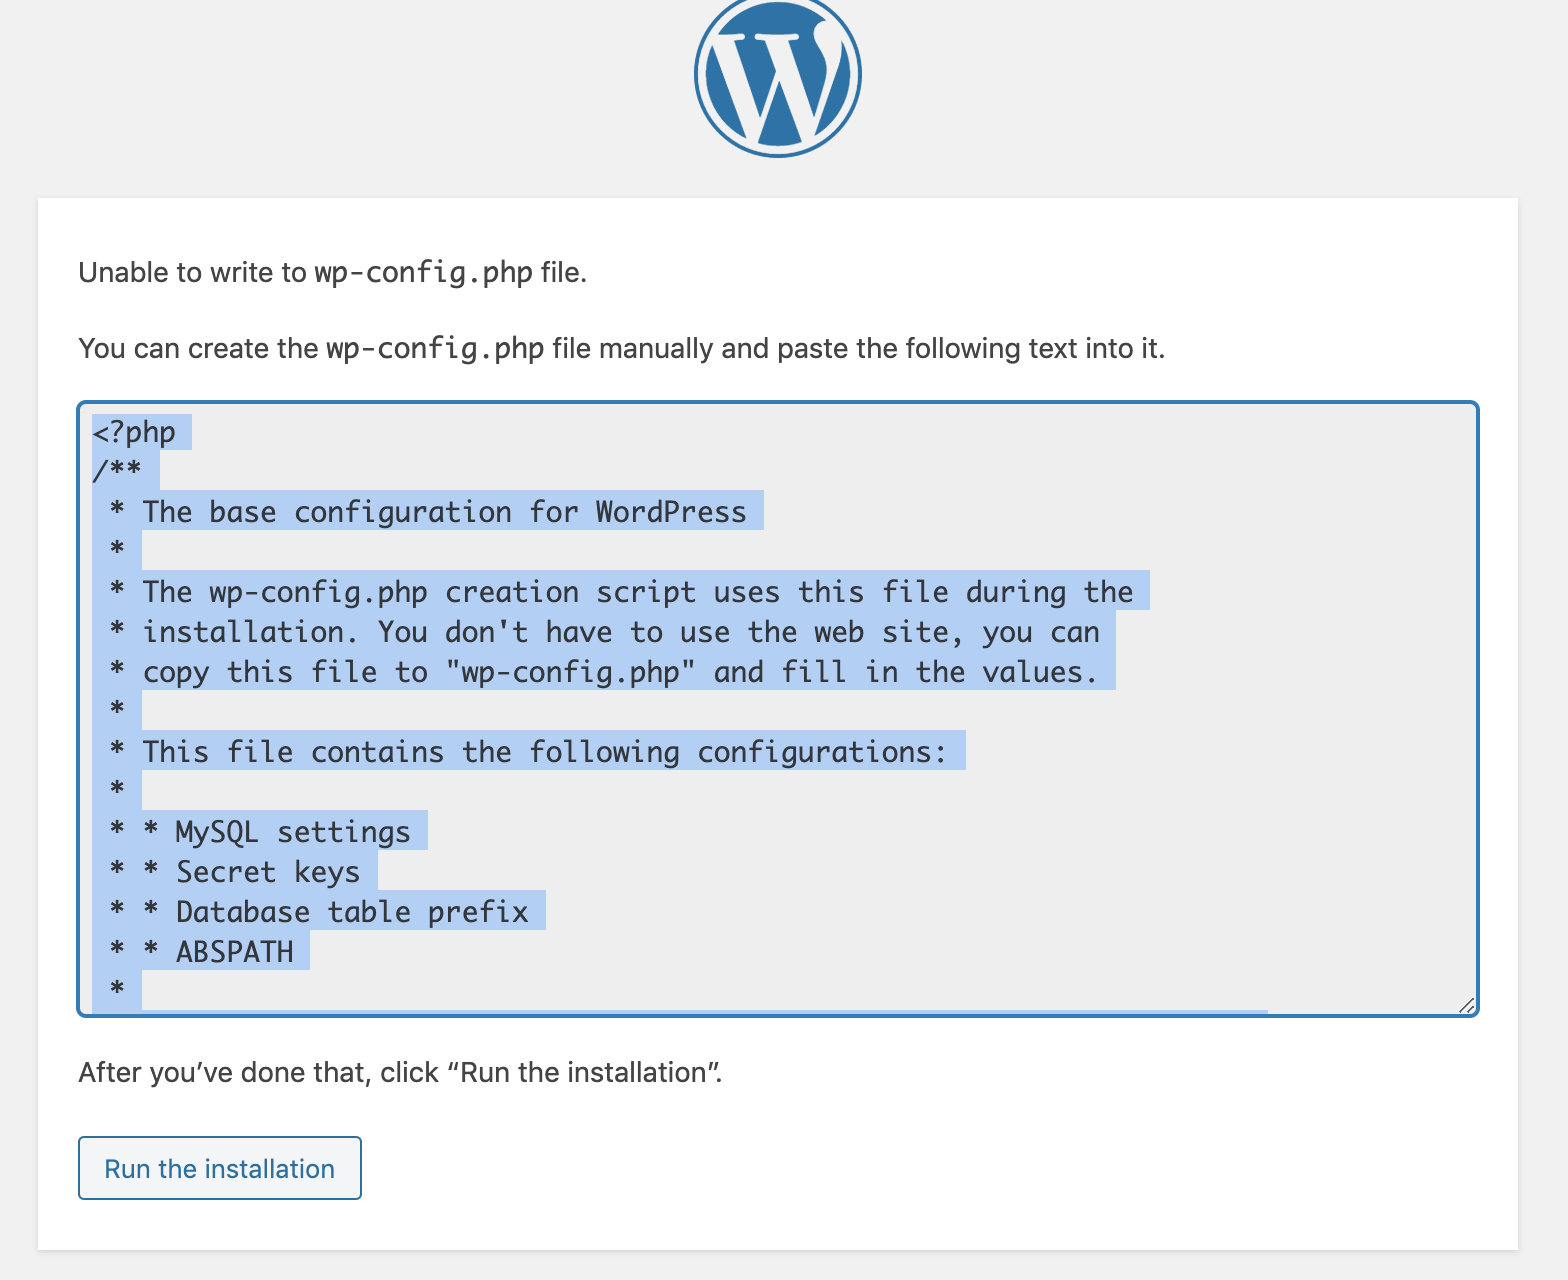 Unable to write to wp-config.php file.
You can create the wp-config.php file manually and paste the following text into it.
<?php
/**
 * The base configuration for WordPress
 *
 * The wp-config.php creation script uses this file during the
 * installation. You don't have to use the web site, you can
 * copy this file to "wp-config.php" and fill in the values.
 *
 * This file contains the following configurations:
 *
 * * MySQL settings
 * * Secret keys
 * * Database table prefix
 * * ABSPATH
 *
After you’ve done that, click “Run the installation”.
Run the installation